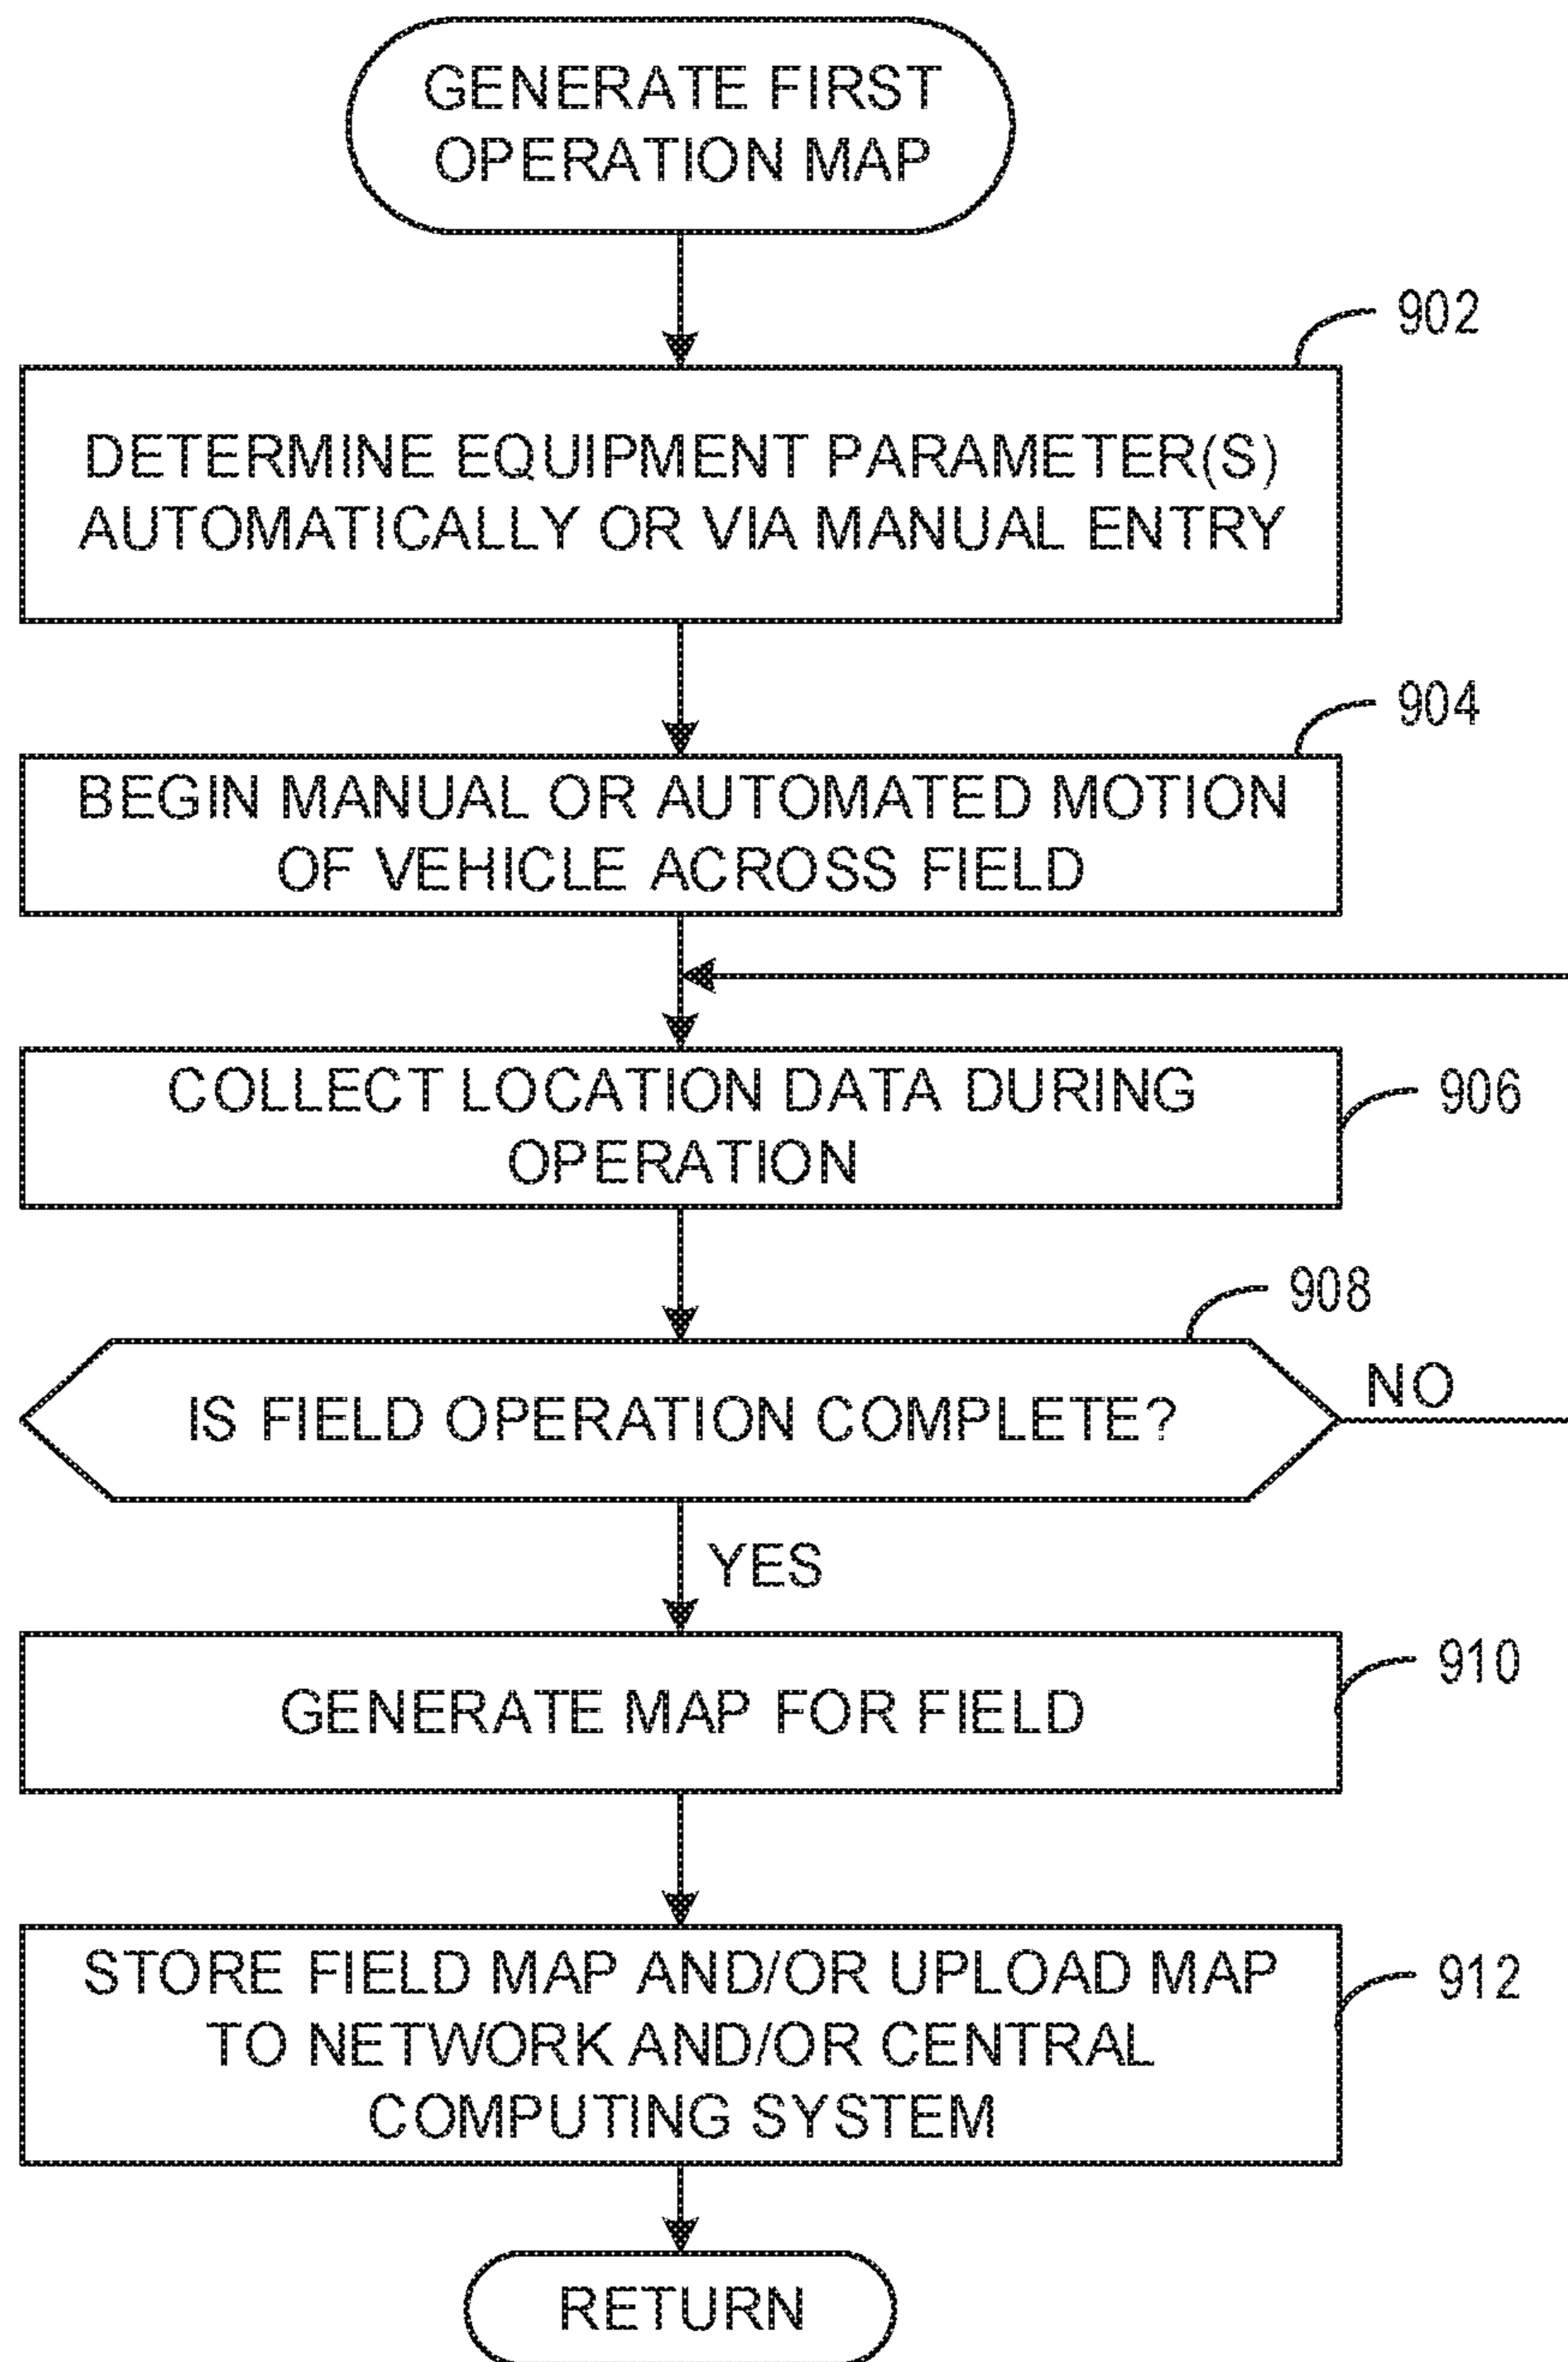 GENERATE FIRST
OPERATION MAP
902
DETERMINE EQUIPMENT PARAMETER(S)
AUTOMATICALLY OR VIA MANUAL ENTRY
904
BEGIN MANUAL OR AUTOMATED MOTION
OF VEHICLE ACROSS FIELD
COLLECT LOCATION DATA DURING
OPERATION
906
908
IS FIELD OPERATION COMPLETE?
NO
YES
GENERATE MAP FOR FIELD
910
STORE FIELD MAP AND/OR UPLOAD MAP
TO NETWORK AND/OR CENTRAL
COMPUTING SYSTEM
912
RETURN